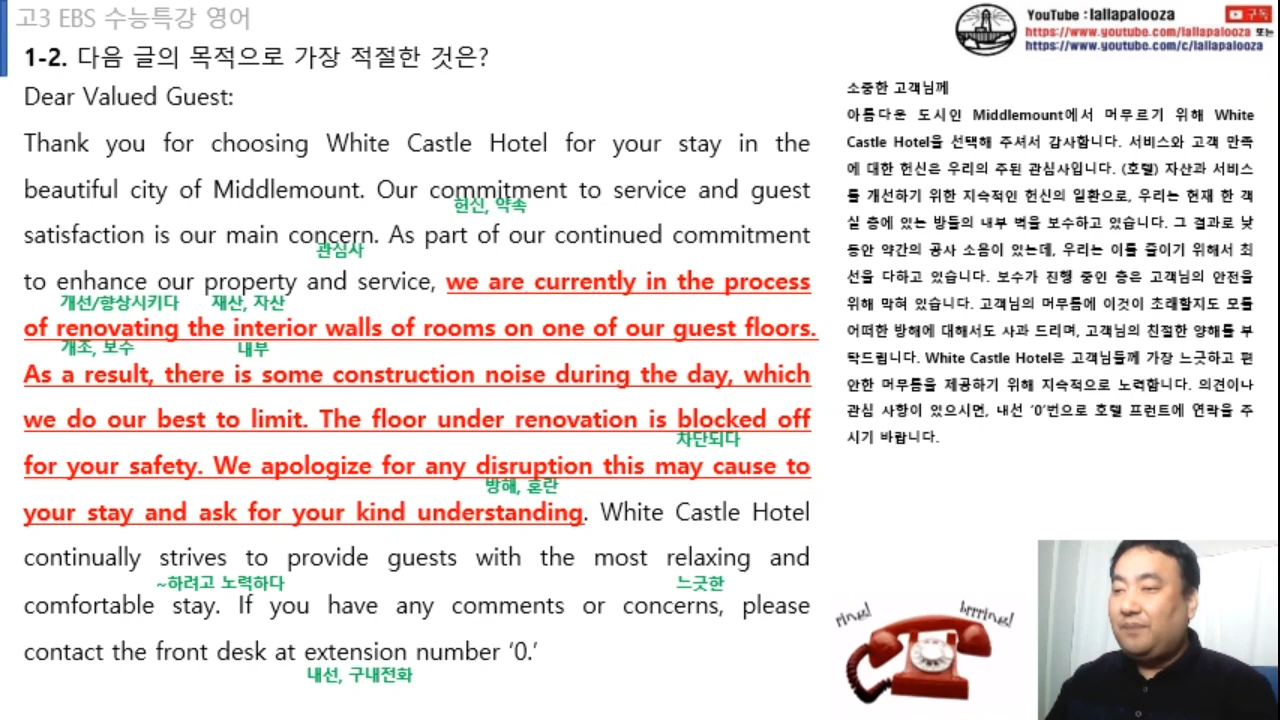 고3 EBS 수능특강 영어
YouTube : lallapalooza
구독
https://www.youtube.com/lallapalooza 또는
https://www.youtube.com/c/lallapalooza
1-2. 다음 글의 목적으로 가장 적절한 것은?
Dear Valued Guest:
Thank you for choosing White Castle Hotel for your stay in the
beautiful city of Middlemount. Our commitment to service and guest
헌신, 약속
satisfaction is our main concern. As part of our continued commitment
관심사
to enhance our property and service, we are currently in the process
개선/향상시키다 재산, 자산
of renovating the interior walls of rooms on one of our guest floors.
개조, 보수 내부
As a result, there is some construction noise during the day, which
we do our best to limit. The floor under renovation is blocked off
차단되다
for your safety. We apologize for any disruption this may cause to
방해, 혼란
your stay and ask for your kind understanding. White Castle Hotel
continually strives to provide guests with the most relaxing and
~하려고 노력하다 느긋한
comfortable stay. If you have any comments or concerns, please
contact the front desk at extension number ‘0.’
내선, 구내전화
소중한 고객님께
아름다운 도시인 Middlemount에서 머무르기 위해 White
Castle Hotel을 선택해 주셔서 감사합니다. 서비스와 고객 만족
에 대한 헌신은 우리의 주된 관심사입니다. (호텔) 자산과 서비스
를 개선하기 위한 지속적인 헌신의 일환으로, 우리는 현재 한 객
실 층에 있는 방들의 내부 벽을 보수하고 있습니다. 그 결과로 낮
동안 약간의 공사 소음이 있는데, 우리는 이를 줄이기 위해서 최
선을 다하고 있습니다. 보수가 진행 중인 층은 고객님의 안전을
위해 막혀 있습니다. 고객님의 머무름에 이것이 초래할지도 모를
어떠한 방해에 대해서도 사과 드리며, 고객님의 친절한 양해를 부
탁드립니다. White Castle Hotel은 고객님들께 가장 느긋하고 편
안한 머무름을 제공하기 위해 지속적으로 노력합니다. 의견이나
관심 사항이 있으시면, 내선 ‘0’번으로 호텔 프런트에 연락을 주
시기 바랍니다.
ring!
brrring!